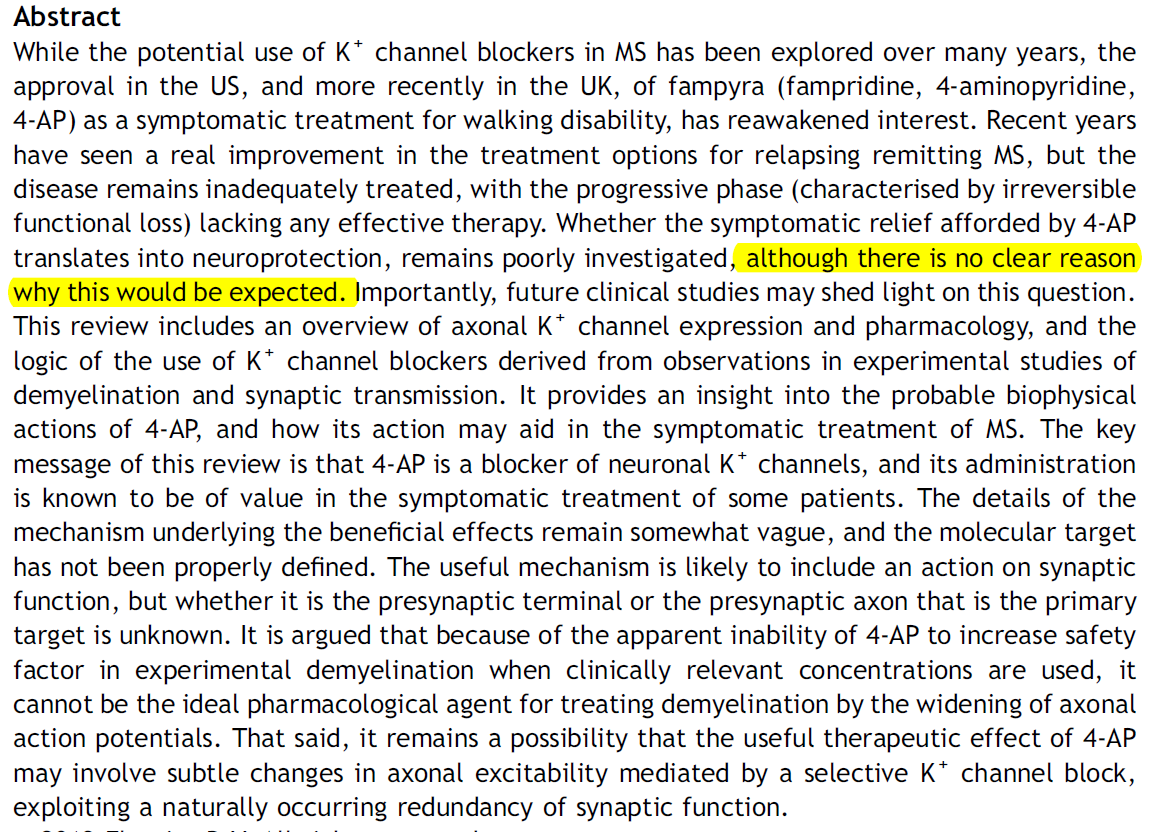 Abstract
While the potential use of K+ channel blockers in MS has been explored over many years, the
approval in the US, and more recently in the UK, of fampyra (fampridine, 4-aminopyridine,
4-AP) as a symptomatic treatment for walking disability, has reawakened interest. Recent years
have seen a real improvement in the treatment options for relapsing remitting MS, but the
disease remains inadequately treated, with the progressive phase (characterised by irreversible
functional loss) lacking any effective therapy. Whether the symptomatic relief afforded by 4-AP
translates into neuroprotection, remains poorly investigated, although there is no clear reason
why this would be expected. Importantly, future clinical studies may shed light on this question.
This review includes an overview of axonal K+ channel expression and pharmacology, and the
logic of the use of K+ channel blockers derived from observations in experimental studies of
demyelination and synaptic transmission. It provides an insight into the probable biophysical
actions of 4-AP, and how its action may aid in the symptomatic treatment of MS. The key
message of this review is that 4-AP is a blocker of neuronal K+ channels, and its administration
is known to be of value in the symptomatic treatment of some patients. The details of the
mechanism underlying the beneficial effects remain somewhat vague, and the molecular target
has not been properly defined. The useful mechanism is likely to include an action on synaptic
function, but whether it is the presynaptic terminal or the presynaptic axon that is the primary
target is unknown. It is argued that because of the apparent inability of 4-AP to increase safety
factor in experimental demyelination when clinically relevant concentrations are used, it
cannot be the ideal pharmacological agent for treating demyelination by the widening of axonal
action potentials. That said, it remains a possibility that the useful therapeutic effect of 4-AP
may involve subtle changes in axonal excitability mediated by a selective K+ channel block,
exploiting a naturally occurring redundancy of synaptic function.